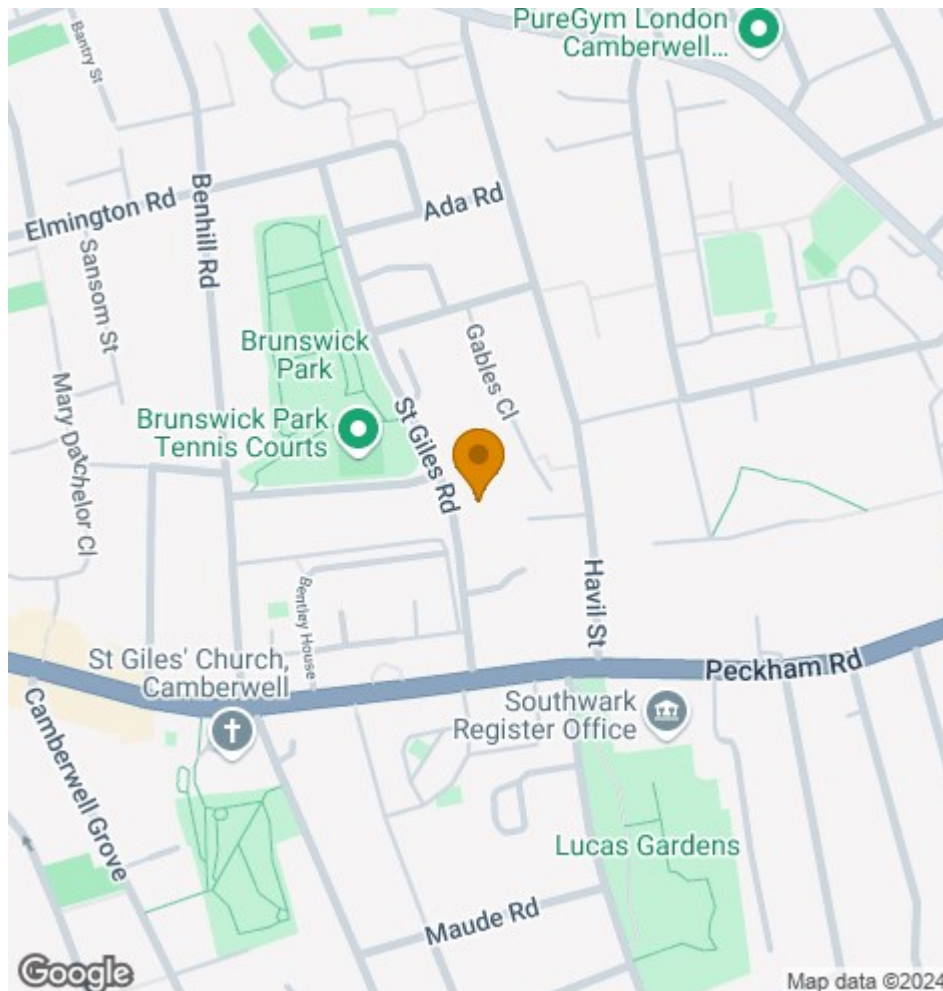 PureGym London
Camberwell...
Bantry St
Ada Rd
Elmington Rd
Benhill Rd
Sansom St
Gables Cl
Brunswick
Park
Brunswick Park
Tennis Courts
St Giles Rd
Mary Datchelor Cl
Havil St
Bentley House
St Giles' Church,
Camberwell
Peckham Rd
Southwark
Register Office
Camberwell Grove
Lucas Gardens
Maude Rd
Google
Map data ©2024